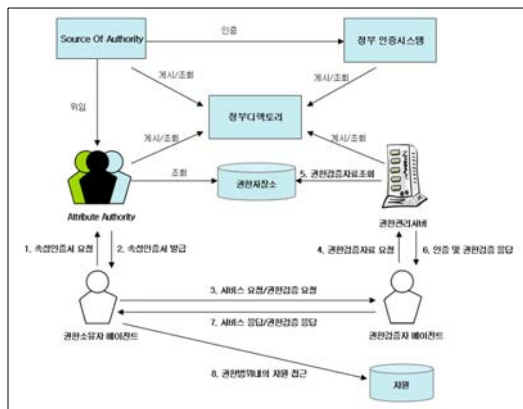 Source Of Authority
인증
정부 인증시스템
게시/조회
게시/조회
위임
정부디렉토리
게시/조회
게시/조회
조회
5. 권한검증자료조회
권한저장소
Attribute Authority
권한관리서버
1. 속성인증서 요청
2. 속성인증서 발급
4. 권한검증자료 요청
6. 인증 및 권한검증 응답
3. 서비스 요청/권한검증 요청
7. 서비스 응답/권한검증 응답
권한소유자 에이전트
권한검증자 에이전트
8. 권한범위내의 자원 접근
자원